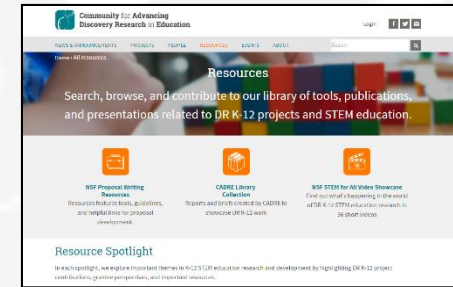 Community for Advancing
Discovery Research in Education
Login
NEWS & ANNOUNCEMENTS PROJECTS PEOPLE RESOURCES EVENTS ABOUT Search
Home › All resources
Resources
Search, browse, and contribute to our library of tools, publications,
and presentations related to DR K-12 projects and STEM education.
NSF Proposal Writing
Resources
Resources features tools, guidelines,
and helpful links for proposal
development.
CADRE Library
Collection
Reports and briefs created by CADRE to
showcase DR K-12 work
NSF STEM for All Video Showcase
Find out what's happening in the world
of DR K-12 STEM education research in
36 short videos
Resource Spotlight
In each spotlight, we explore important themes in K-12 STEM education research and development by highlighting DR K-12 project
contributions, grantee perspectives, and important resources.